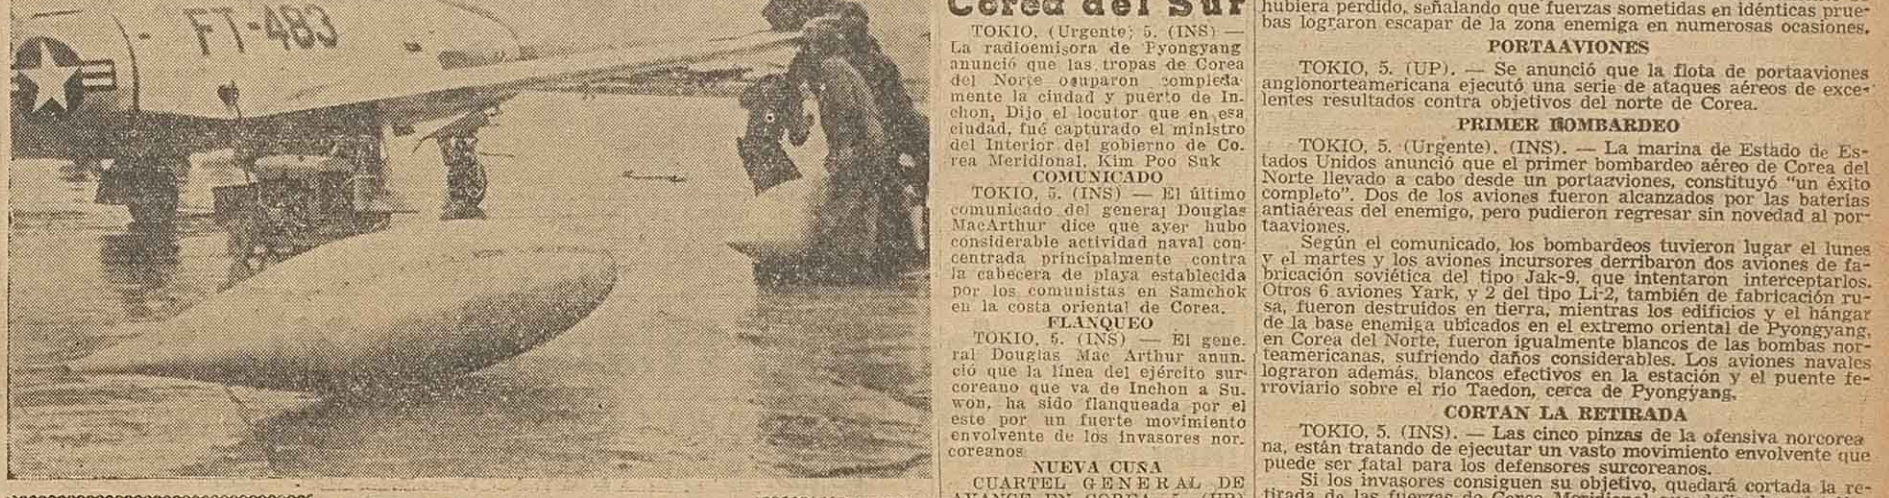 FT-483
Corea del Sur
TOKIO, (Urgente; 5. (INS) —
La radioemisora de Pyongyang
anunció que las tropas de Corea
del Norte ocuparon completa-
mente la ciudad y puerto de In-
chon, Dijo el locutor que en esa
ciudad, fué capturado el ministro
del Interior del gobierno de Co.
rea Meridional, Kim Poo Suk
COMUNICADO
TOKIO, 5. (INS) — El último
comunicado del general Douglas
MacArthur dice que ayer hubo
considerable actividad naval con-
centrada principalmente contra
la cabecera de playa establecida
por los comunistas en Samchok
en la costa oriental de Corea.
FLANQUEO
TOKIO, 5. (INS) — El gene.
ral Douglas Mac Arthur anun.
ció que la línea del ejército sur-
coreano que va de Inchon a Su.
won, ha sido flanqueada por el
este por un fuerte movimiento
envolvente de los invasores nor.
coreanos
NUEVA CUÑA
CUARTEL GENERAL DE
AVANCE EN COREA, 5. (UP)
hubiera perdido, señalando que fuerzas sometidas en idénticas prue-
bas lograron escapar de la zona enemiga en numerosas ocasiones.
PORTAAVIONES
TOKIO, 5. (UP). — Se anunció que la flota de portaaviones
anglonorteamericana ejecutó una serie de ataques aéreos de exce-
lentes resultados contra objetivos del norte de Corea.
PRIMER BOMBARDEO
TOKIO, 5. (Urgente). (INS). — La marina de Estado de Es-
tados Unidos anunció que el primer bombardeo aéreo de Corea del
Norte llevado a cabo desde un portaaviones, constituyó "un éxito
completo". Dos de los aviones fueron alcanzados por las baterías
antiaéreas del enemigo, pero pudieron regresar sin novedad al por-
taaviones.
Según el comunicado, los bombardeos tuvieron lugar el lunes
y el martes y los aviones incursores derribaron dos aviones de fa-
bricación soviética del tipo Jak-9, que intentaron interceptarlos.
Otros 6 aviones Yark, y 2 del tipo Li-2, también de fabricación ru-
sa, fueron destruidos en tierra, mientras los edificios y el hángar
de la base enemiga ubicados en el extremo oriental de Pyongyang,
en Corea del Norte, fueron igualmente blancos de las bombas nor-
teamericanas, sufriendo daños considerables. Los aviones navales
lograron además, blancos efectivos en la estación y el puente fe-
rroviario sobre el río Taedon, cerca de Pyongyang.
CORTAN LA RETIRADA
TOKIO, 5. (INS). — Las cinco pinzas de la ofensiva norcorea
na, están tratando de ejecutar un vasto movimiento envolvente que
puede ser fatal para los defensores surcoreanos.
Si los invasores consiguen su objetivo, quedará cortada la re-
tirada de las fuerzas de Corea Meridional